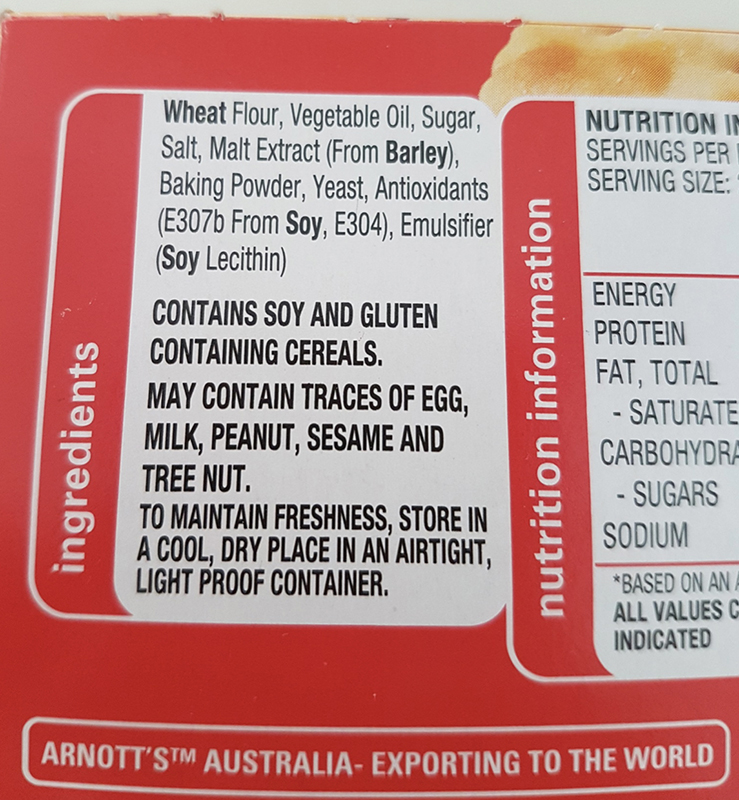 Wheat Flour, Vegetable Oil, Sugar,
Salt, Malt Extract (From Barley),
Baking Powder, Yeast, Antioxidants
(E307b From Soy, E304), Emulsifier
(Soy Lecithin)
CONTAINS SOY AND GLUTEN
CONTAINING CEREALS.
MAY CONTAIN TRACES OF EGG,
MILK, PEANUT, SESAME AND
TREE NUT.
TO MAINTAIN FRESHNESS, STORE IN
A COOL, DRY PLACE IN AN AIRTIGHT,
LIGHT PROOF CONTAINER.
ingredients
nutrition information
NUTRITION
SERVINGS PER
SERVING SIZE:
ENERGY
PROTEIN
FAT, TOTAL
- SATURATE
CARBOHYDRA
- SUGARS
SODIUM
*BASED ON AN
ALL VALUES
INDICATED
ARNOTT'S™ AUSTRALIA- EXPORTING TO THE WORLD